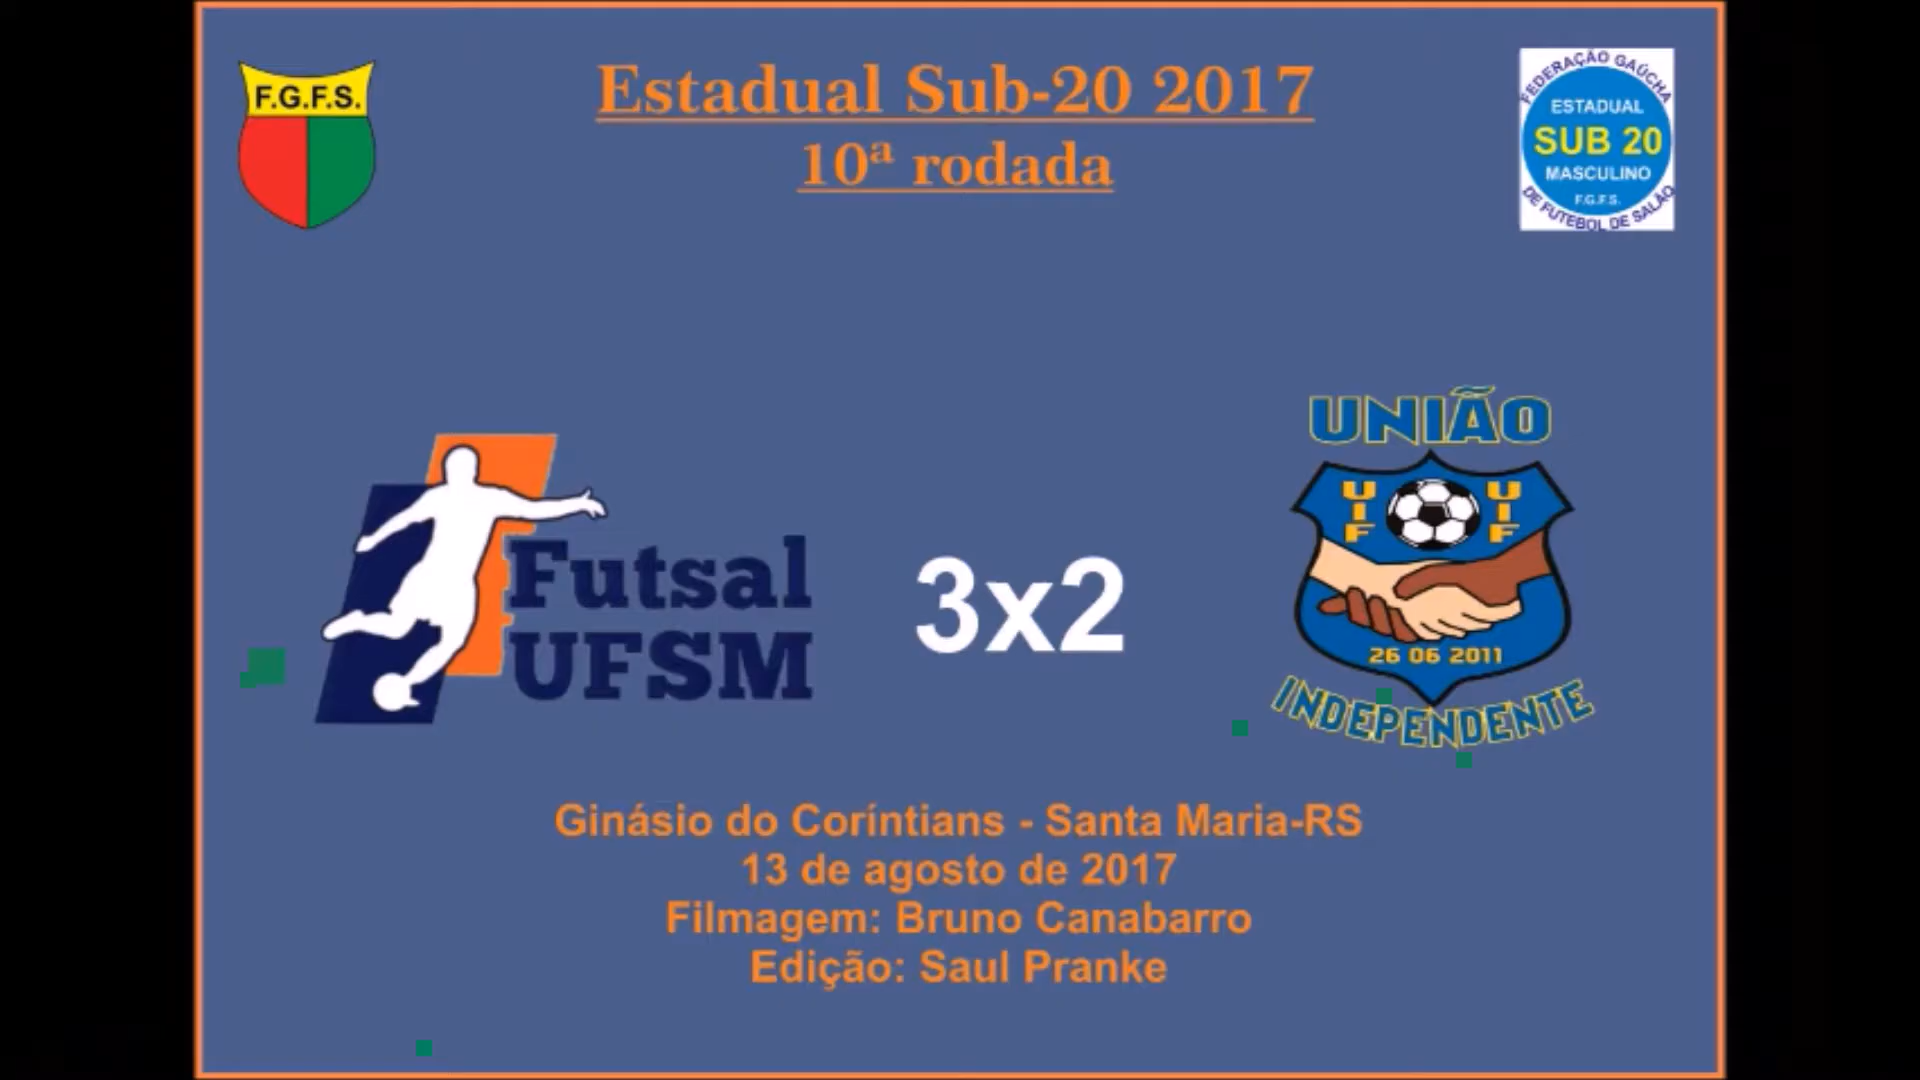 F.G.F.S.
Estadual Sub-20 2017
10ª rodada
FEDERAÇÃO GAÚCHA
ESTADUAL
SUB 20
MASCULINO
F.G.F.S.
DE FUTEBOL DE SALÃO
Futsal
UFSM
3x2
UNIÃO
UIF UIF
26 06 2011
INDEPENDENTE
Ginásio do Coríntians - Santa Maria-RS
13 de agosto de 2017
Filmagem: Bruno Canabarro
Edição: Saul Pranke